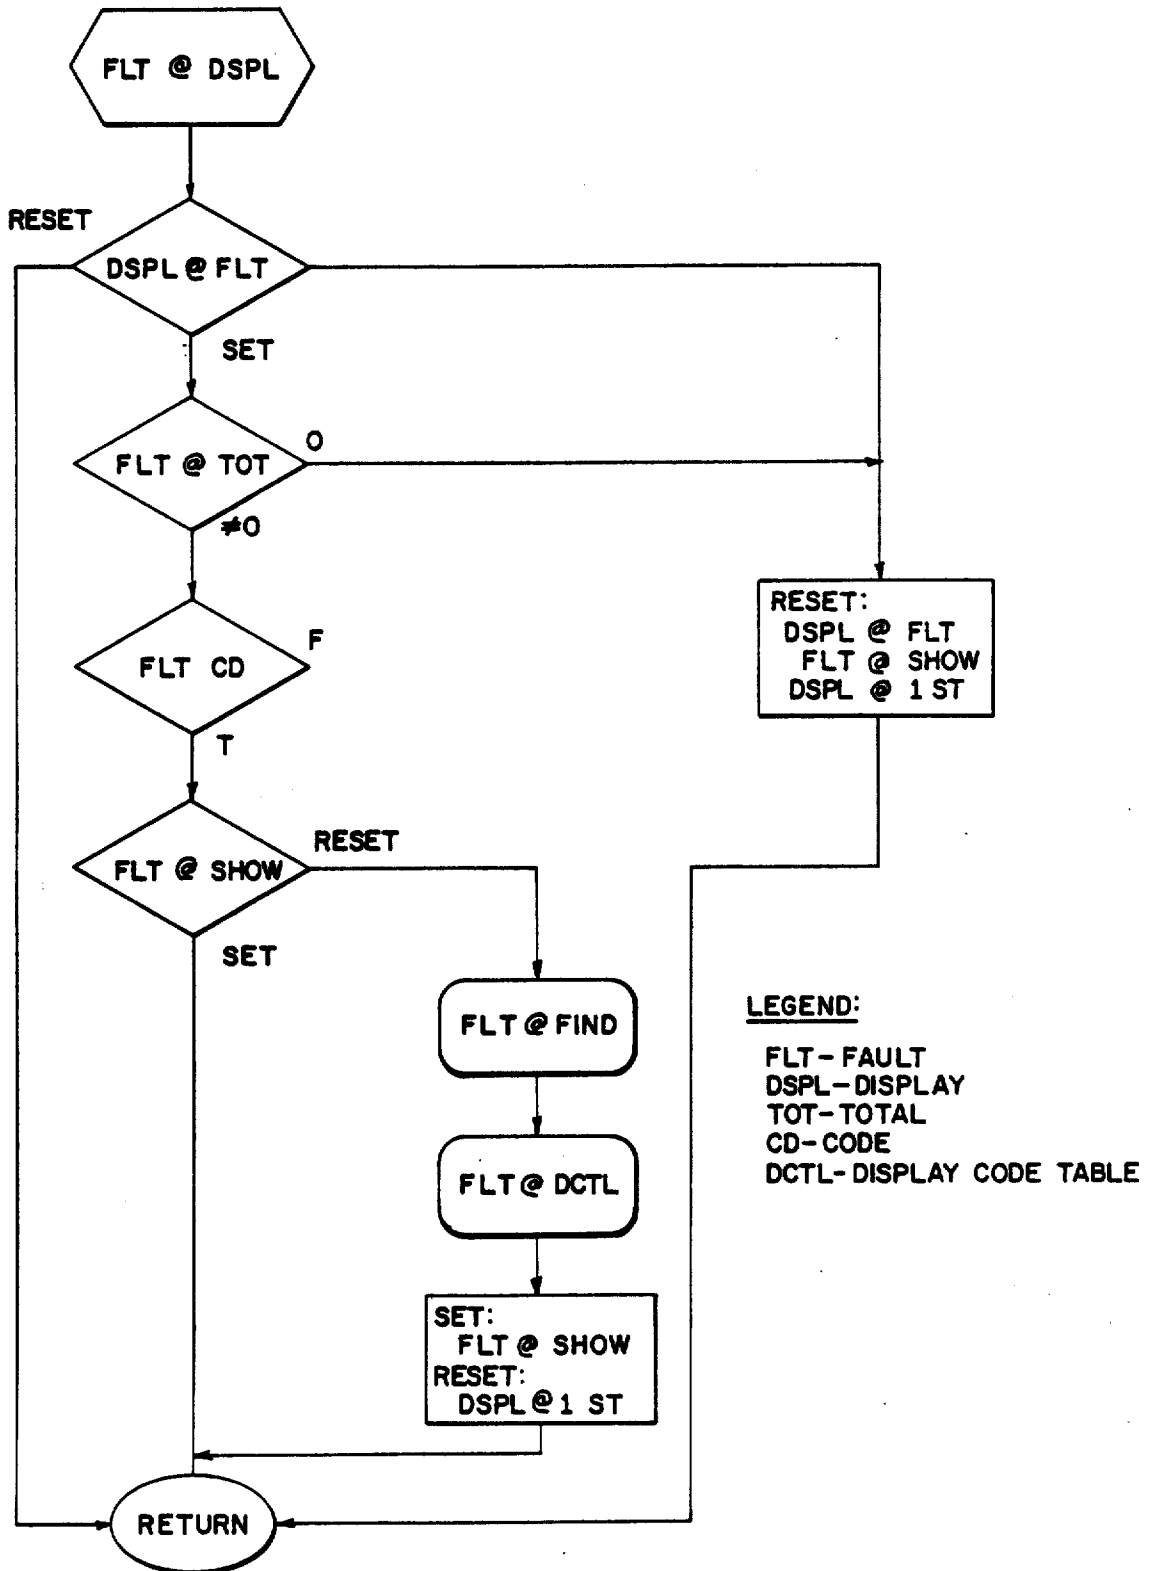 FLT @ DSPL
RESET
DSPL @ FLT
SET
FLT @ TOT
0
≠0
FLT CD
F
T
RESET:
DSPL @ FLT
FLT @ SHOW
DSPL @ 1 ST
FLT @ SHOW
RESET
SET
FLT @ FIND
FLT @ DCTL
SET:
FLT @ SHOW
RESET:
DSPL @ 1 ST
RETURN
LEGEND:
FLT-FAULT
DSPL-DISPLAY
TOT-TOTAL
CD-CODE
DCTL-DISPLAY CODE TABLE